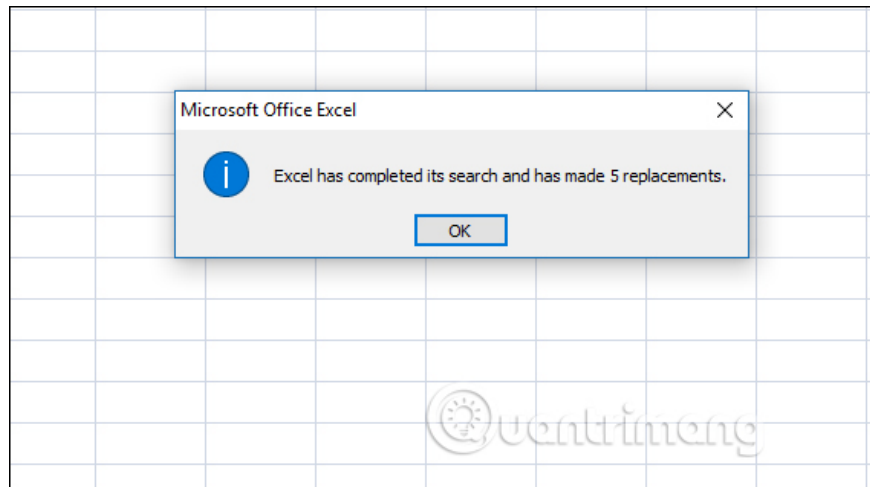 Microsoft Office Excel
Excel has completed its search and has made 5 replacements.
OK
Quantrimang